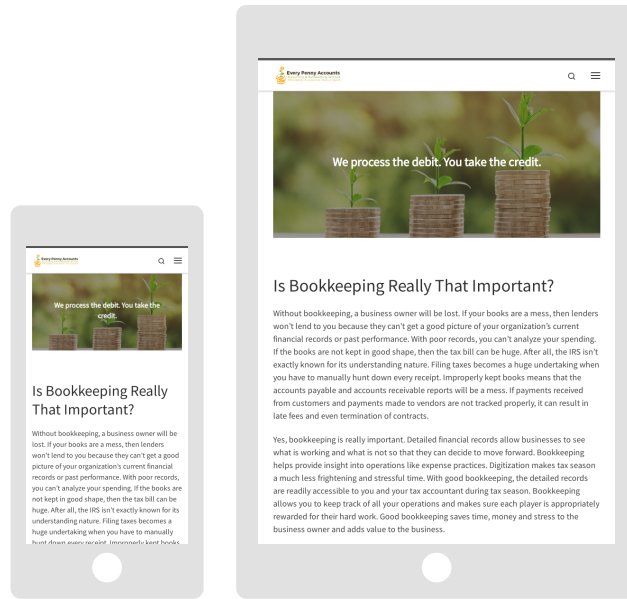 Every Penny Accounts
We process the debit. You take the
credit.
Is Bookkeeping Really
That Important?
Without bookkeeping, a business owner will be
lost. If your books are a mess, then lenders
won't lend to you because they can't get a good
picture of your organization's current financial
records or past performance. With poor records,
you can't analyze your spending. If the books are
not kept in good shape, then the tax bill can be
huge. After all, the IRS isn't exactly known for its
understanding nature. Filing taxes becomes a
huge undertaking when you have to manually
hunt down every receipt. Improperly kept books
Every Penny Accounts
We process the debit. You take the credit.
Is Bookkeeping Really That Important?
Without bookkeeping, a business owner will be lost. If your books are a mess, then lenders
won't lend to you because they can't get a good picture of your organization's current
financial records or past performance. With poor records, you can't analyze your spending.
If the books are not kept in good shape, then the tax bill can be huge. After all, the IRS isn't
exactly known for its understanding nature. Filing taxes becomes a huge undertaking when
you have to manually hunt down every receipt. Improperly kept books means that the
accounts payable and accounts receivable reports will be a mess. If payments received
from customers and payments made to vendors are not tracked properly, it can result in
late fees and even termination of contracts.
Yes, bookkeeping is really important. Detailed financial records allow businesses to see
what is working and what is not so that they can decide to move forward. Bookkeeping
helps provide insight into operations like expense practices. Digitization makes tax season
a much less frightening and stressful time. With good bookkeeping, the detailed records
are readily accessible to you and your tax accountant during tax season. Bookkeeping
allows you to keep track of all your operations and makes sure each player is appropriately
rewarded for their hard work. Good bookkeeping saves time, money and stress to the
business owner and adds value to the business.